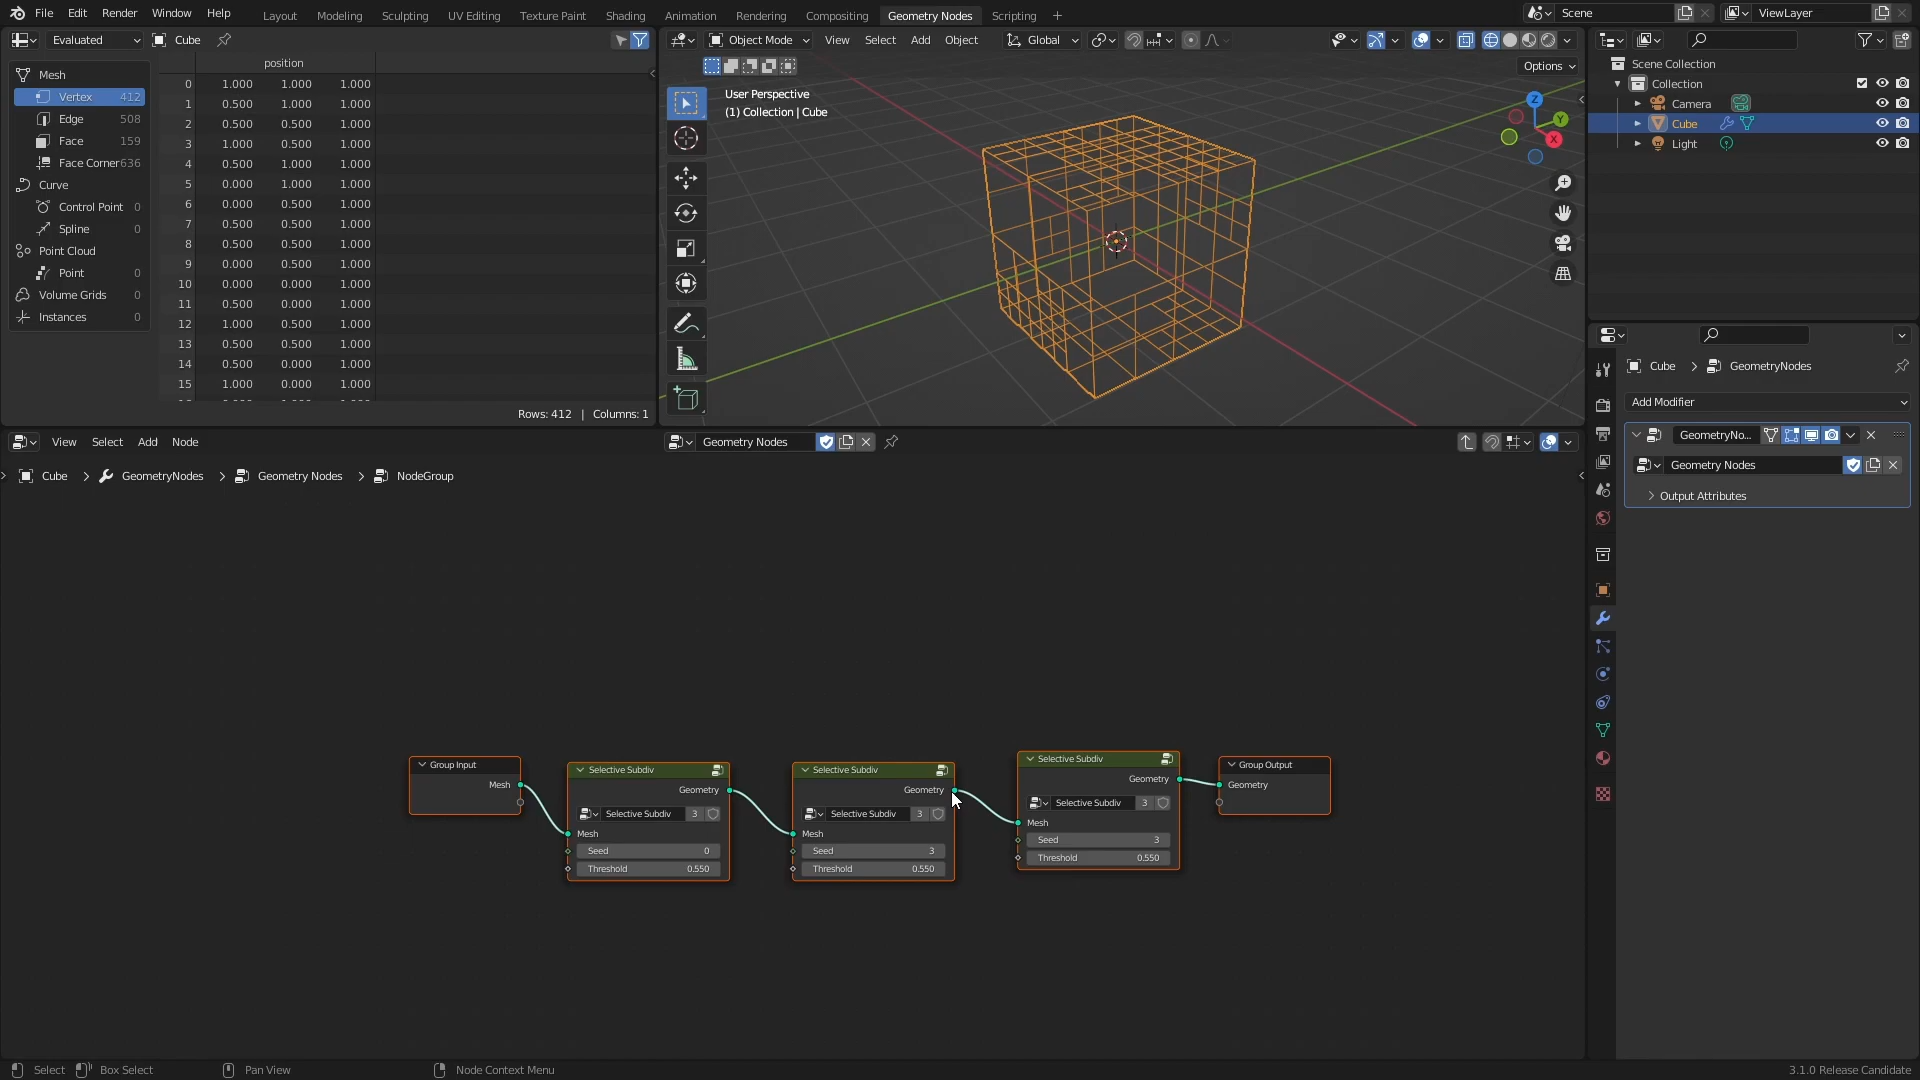 File Edit Render Window Help Layout Modeling Sculpting UV Editing Texture Paint Shading Animation Rendering Compositing Geometry Nodes Scripting + Scene ViewLayer
Evaluated Cube
Object Mode View Select Add Object Global
Options
position
Mesh
Vertex 412
Edge 508
Face 159
Face Corner 636
Curve
Control Point 0
Spline 0
Point Cloud
Point 0
Volume Grids 0
Instances 0
0 1.000 1.000 1.000
1 0.500 1.000 1.000
2 0.500 0.500 1.000
3 1.000 0.500 1.000
4 0.500 1.000 1.000
5 0.000 1.000 1.000
6 0.000 0.500 1.000
7 0.500 0.500 1.000
8 0.500 0.500 1.000
9 0.000 0.500 1.000
10 0.000 0.000 1.000
11 0.500 0.000 1.000
12 1.000 0.500 1.000
13 0.500 0.500 1.000
14 0.500 0.000 1.000
15 1.000 0.000 1.000
Rows: 412 | Columns: 1
User Perspective
(1) Collection | Cube
Z
Y
X
Scene Collection
Collection
Camera
Cube
Light
Cube > GeometryNodes
Add Modifier
GeometryNo...
Geometry Nodes
Output Attributes
View Select Add Node Geometry Nodes
Cube > GeometryNodes > Geometry Nodes > NodeGroup
Group Input
Mesh
Selective Subdiv
Geometry
Selective Subdiv 3
Mesh
Seed 0
Threshold 0.550
Selective Subdiv
Geometry
Selective Subdiv 3
Mesh
Seed 3
Threshold 0.550
Selective Subdiv
Geometry
Selective Subdiv 3
Mesh
Seed 3
Threshold 0.550
Group Output
Geometry
Select Box Select Pan View Node Context Menu 3.1.0 Release Candidate